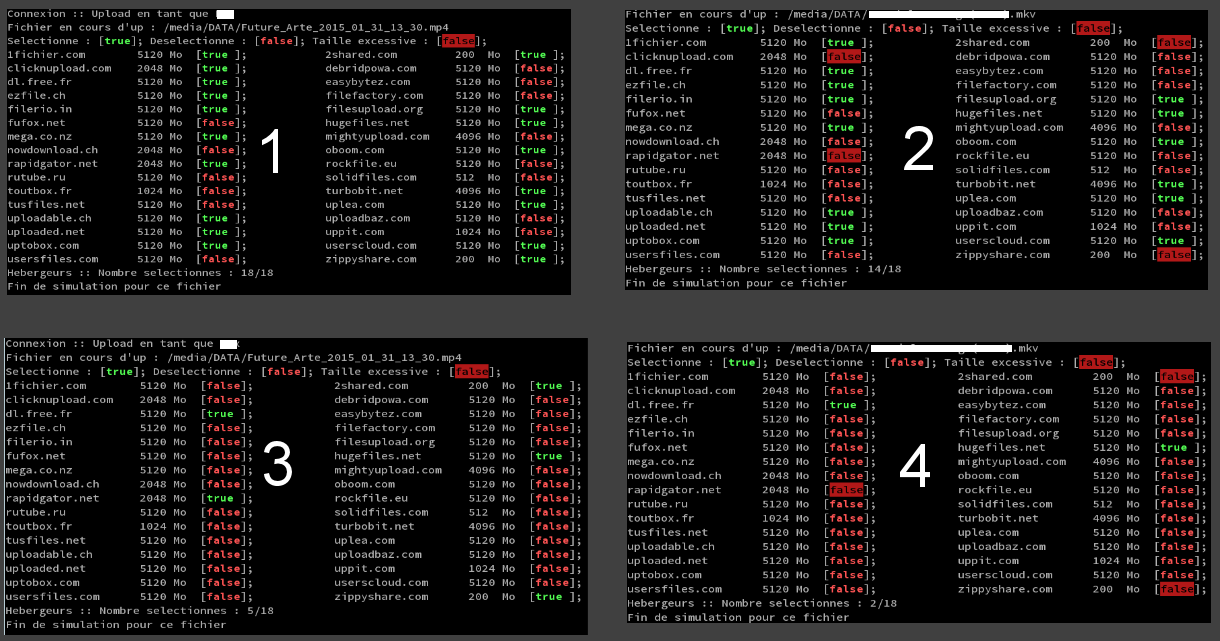 Connexion :: Upload en tant que
Fichier en cours d'up : /media/DATA/Future_Arte_2015_01_31_13_30.mp4
Selectionne : [true]; Deselectionne : [false]; Taille excessive : [false];
1fichier.com 5120 Mo [true ]; 2shared.com 200 Mo [true ];
clicknupload.com 2048 Mo [true ]; debridpowa.com 5120 Mo [false];
dl.free.fr 5120 Mo [true ]; easybytez.com 5120 Mo [false];
ezfile.ch 5120 Mo [true ]; filefactory.com 5120 Mo [false];
filerio.in 5120 Mo [true ]; filesupload.org 5120 Mo [true ];
fufox.net 5120 Mo [false]; hugefiles.net 5120 Mo [true ];
mega.co.nz 5120 Mo [true ]; mightyupload.com 4096 Mo [false];
nowdownload.ch 5120 Mo [false]; oboom.com 5120 Mo [true ];
rapidgator.net 2048 Mo [true ]; rockfile.eu 5120 Mo [false];
rutube.ru 5120 Mo [false]; solidfiles.com 512 Mo [false];
toutbox.fr 1024 Mo [false]; turbobit.net 4096 Mo [true ];
tusfiles.net 5120 Mo [false]; uplea.com 5120 Mo [true ];
uploadable.ch 5120 Mo [true ]; uploadbaz.com 5120 Mo [false];
uploaded.net 5120 Mo [true ]; uppit.com 1024 Mo [false];
uptobox.com 5120 Mo [true ]; userscloud.com 5120 Mo [true ];
usersfiles.com 5120 Mo [false]; zippyshare.com 200 Mo [true ];
Hebergeurs :: Nombre selectionnes : 18/18
Fin de simulation pour ce fichier
1
Fichier en cours d'up : /media/DATA/ .mkv
Selectionne : [true]; Deselectionne : [false]; Taille excessive : [false];
1fichier.com 5120 Mo [true ]; 2shared.com 200 Mo [false];
clicknupload.com 2048 Mo [false]; debridpowa.com 5120 Mo [false];
dl.free.fr 5120 Mo [true ]; easybytez.com 5120 Mo [false];
ezfile.ch 5120 Mo [true ]; filefactory.com 5120 Mo [false];
filerio.in 5120 Mo [true ]; filesupload.org 5120 Mo [true ];
fufox.net 5120 Mo [false]; hugefiles.net 5120 Mo [true ];
mega.co.nz 5120 Mo [true ]; mightyupload.com 4096 Mo [false];
nowdownload.ch 5120 Mo [false]; oboom.com 5120 Mo [true ];
rapidgator.net 2048 Mo [false]; rockfile.eu 5120 Mo [false];
rutube.ru 5120 Mo [false]; solidfiles.com 512 Mo [false];
toutbox.fr 1024 Mo [false]; turbobit.net 4096 Mo [true ];
tusfiles.net 5120 Mo [false]; uplea.com 5120 Mo [true ];
uploadable.ch 5120 Mo [true ]; uploadbaz.com 5120 Mo [false];
uploaded.net 5120 Mo [true ]; uppit.com 1024 Mo [false];
uptobox.com 5120 Mo [true ]; userscloud.com 5120 Mo [true ];
usersfiles.com 5120 Mo [false]; zippyshare.com 200 Mo [false];
Hebergeurs :: Nombre selectionnes : 14/18
Fin de simulation pour ce fichier
2
Connexion :: Upload en tant que
Fichier en cours d'up : /media/DATA/Future_Arte_2015_01_31_13_30.mp4
Selectionne : [true]; Deselectionne : [false]; Taille excessive : [false];
1fichier.com 5120 Mo [false]; 2shared.com 200 Mo [true ];
clicknupload.com 2048 Mo [false]; debridpowa.com 5120 Mo [false];
dl.free.fr 5120 Mo [true ]; easybytez.com 5120 Mo [false];
ezfile.ch 5120 Mo [false]; filefactory.com 5120 Mo [false];
filerio.in 5120 Mo [false]; filesupload.org 5120 Mo [false];
fufox.net 5120 Mo [false]; hugefiles.net 5120 Mo [true ];
mega.co.nz 5120 Mo [false]; mightyupload.com 4096 Mo [false];
nowdownload.ch 5120 Mo [false]; oboom.com 5120 Mo [false];
rapidgator.net 2048 Mo [true ]; rockfile.eu 5120 Mo [false];
rutube.ru 5120 Mo [false]; solidfiles.com 512 Mo [false];
toutbox.fr 1024 Mo [false]; turbobit.net 4096 Mo [false];
tusfiles.net 5120 Mo [false]; uplea.com 5120 Mo [false];
uploadable.ch 5120 Mo [false]; uploadbaz.com 5120 Mo [false];
uploaded.net 5120 Mo [false]; uppit.com 1024 Mo [false];
uptobox.com 5120 Mo [false]; userscloud.com 5120 Mo [false];
usersfiles.com 5120 Mo [false]; zippyshare.com 200 Mo [true ];
Hebergeurs :: Nombre selectionnes : 5/18
Fin de simulation pour ce fichier
3
Fichier en cours d'up : /media/DATA/ .mkv
Selectionne : [true]; Deselectionne : [false]; Taille excessive : [false];
1fichier.com 5120 Mo [false]; 2shared.com 200 Mo [false];
clicknupload.com 2048 Mo [false]; debridpowa.com 5120 Mo [false];
dl.free.fr 5120 Mo [true ]; easybytez.com 5120 Mo [false];
ezfile.ch 5120 Mo [false]; filefactory.com 5120 Mo [false];
filerio.in 5120 Mo [false]; filesupload.org 5120 Mo [false];
fufox.net 5120 Mo [false]; hugefiles.net 5120 Mo [true ];
mega.co.nz 5120 Mo [false]; mightyupload.com 4096 Mo [false];
nowdownload.ch 5120 Mo [false]; oboom.com 5120 Mo [false];
rapidgator.net 2048 Mo [false]; rockfile.eu 5120 Mo [false];
rutube.ru 5120 Mo [false]; solidfiles.com 512 Mo [false];
toutbox.fr 1024 Mo [false]; turbobit.net 4096 Mo [false];
tusfiles.net 5120 Mo [false]; uplea.com 5120 Mo [false];
uploadable.ch 5120 Mo [false]; uploadbaz.com 5120 Mo [false];
uploaded.net 5120 Mo [false]; uppit.com 1024 Mo [false];
uptobox.com 5120 Mo [false]; userscloud.com 5120 Mo [false];
usersfiles.com 5120 Mo [false]; zippyshare.com 200 Mo [false];
Hebergeurs :: Nombre selectionnes : 2/18
Fin de simulation pour ce fichier
4